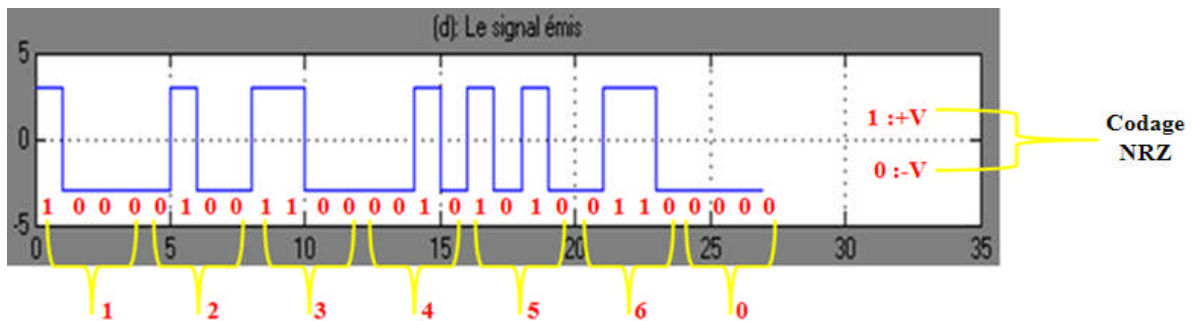 (d): Le signal émis
5
0
-5
1 :+V
0 :-V
Codage
NRZ
1 0 0 0 0 1 0 0 1 1 0 0 0 0 1 0 1 0 1 0 0 1 1 0 0 0 0 0
0 5 10 15 20 25 30 35
1 2 3 4 5 6 0